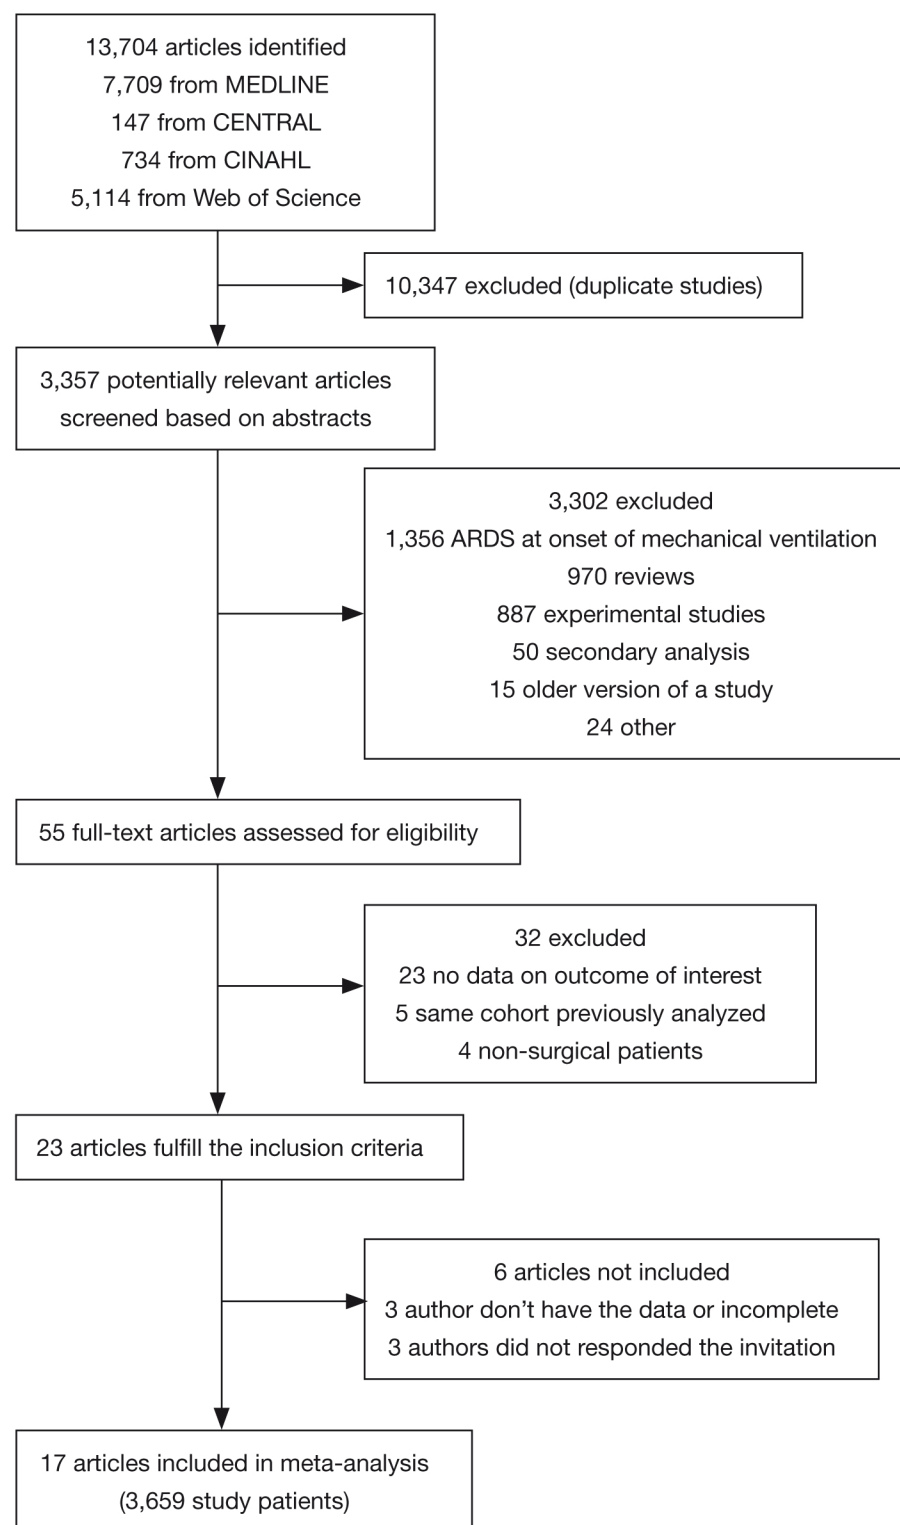 13,704 articles identified
7,709 from MEDLINE
147 from CENTRAL
734 from CINAHL
5,114 from Web of Science
10,347 excluded (duplicate studies)
3,357 potentially relevant articles
screened based on abstracts
3,302 excluded
1,356 ARDS at onset of mechanical ventilation
970 reviews
887 experimental studies
50 secondary analysis
15 older version of a study
24 other
55 full-text articles assessed for eligibility
32 excluded
23 no data on outcome of interest
5 same cohort previously analyzed
4 non-surgical patients
23 articles fulfill the inclusion criteria
6 articles not included
3 author don’t have the data or incomplete
3 authors did not responded the invitation
17 articles included in meta-analysis
(3,659 study patients)